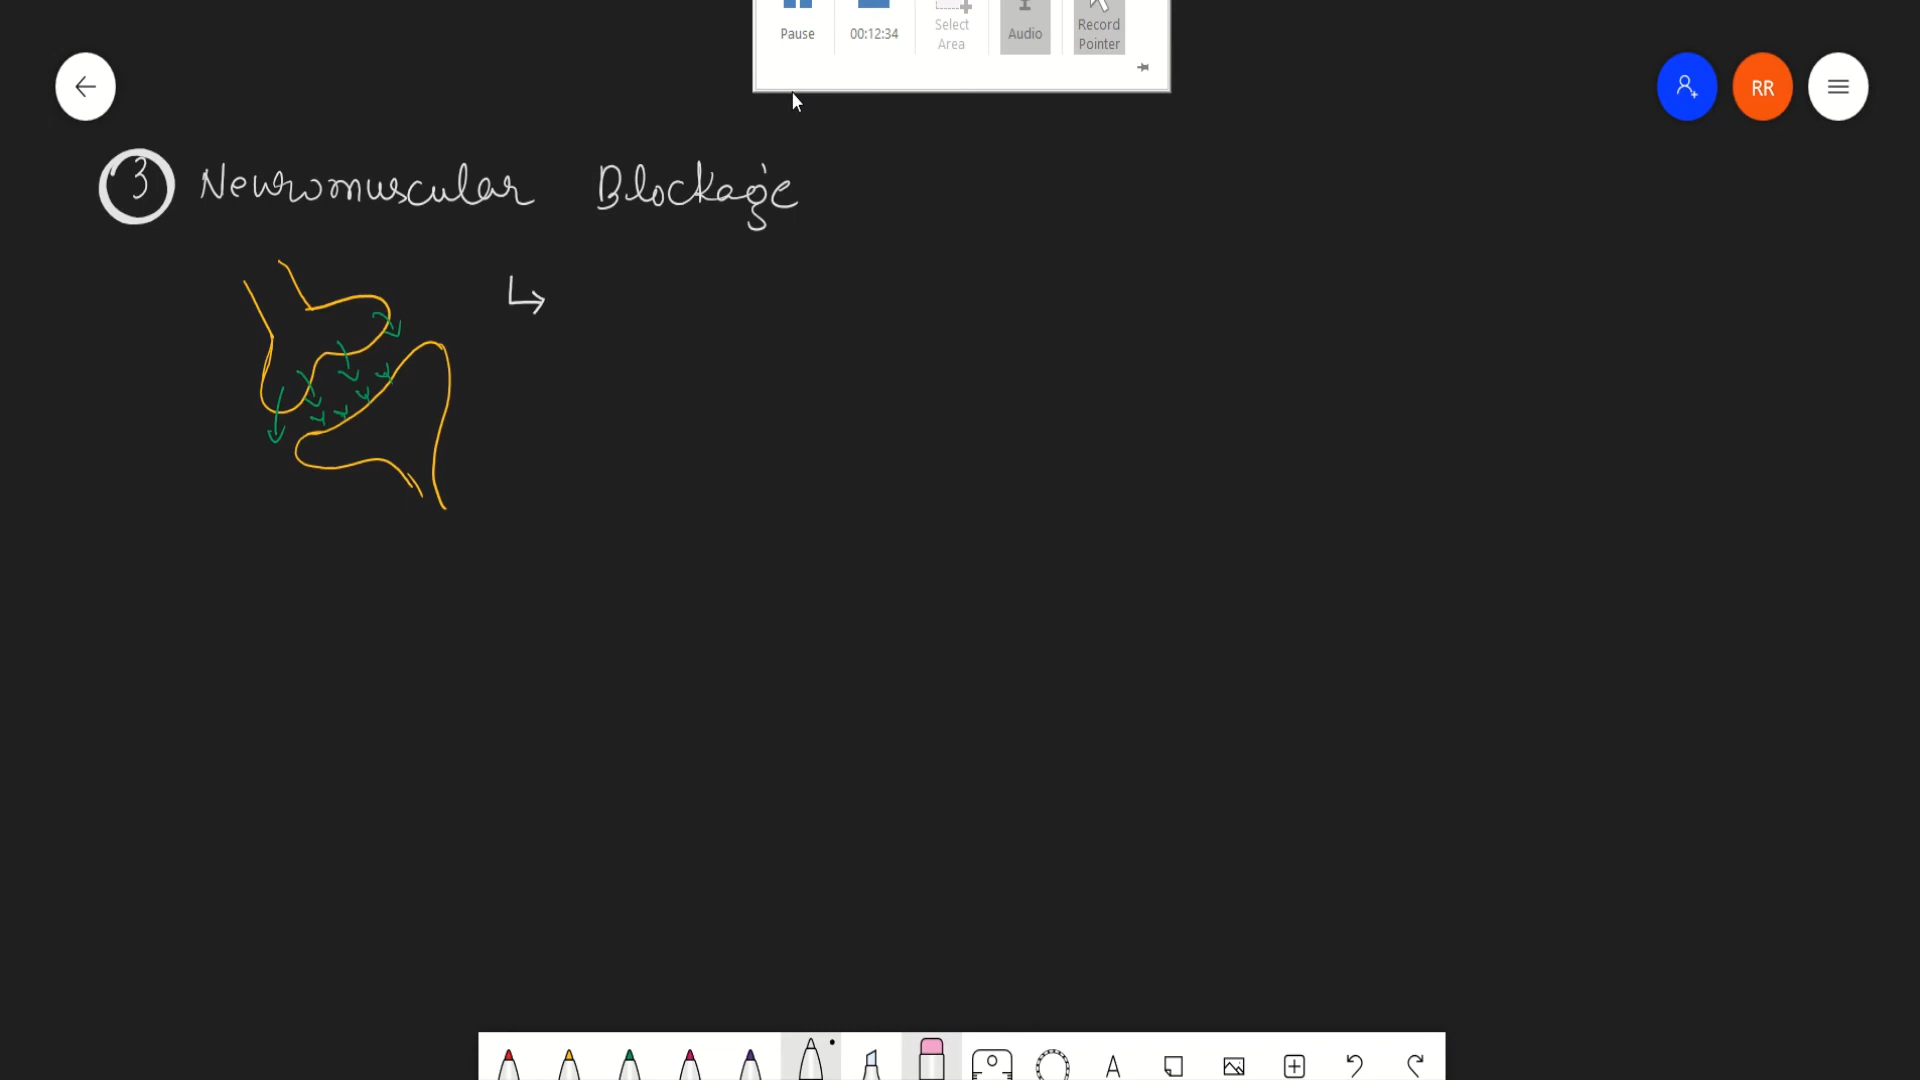 Pause
00:12:34
Select
Area
Audio
Record
Pointer
RR
3 Neuromuscular Blockage
A